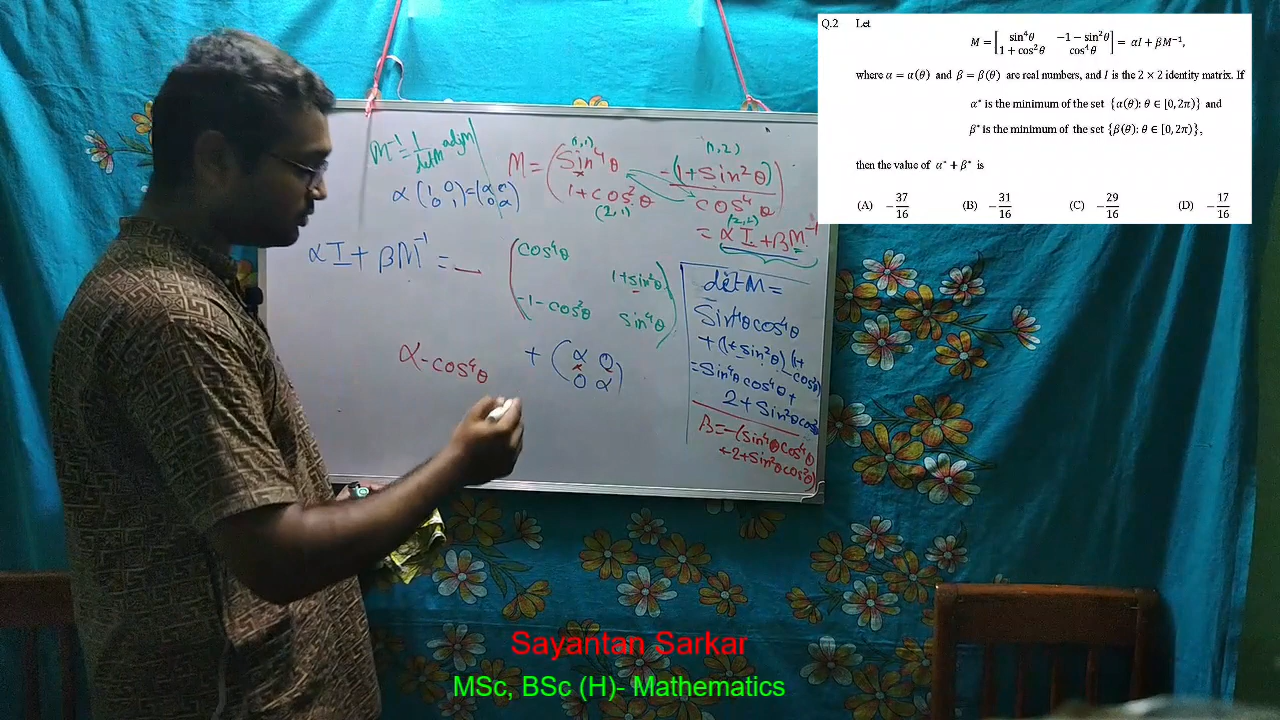 Q.2 Let
M = [ sin⁴θ −1 − sin²θ
1 + cos²θ cos⁴θ ] = αI + βM⁻¹,
where α = α(θ) and β = β(θ) are real numbers, and I is the 2 × 2 identity matrix. If
α* is the minimum of the set {α(θ): θ ∈ [0, 2π)} and
β* is the minimum of the set {β(θ): θ ∈ [0, 2π)},
then the value of α* + β* is
(A) −37/16 (B) −31/16 (C) −29/16 (D) −17/16
M⁻¹ = 1/detM adjM
α (1 0
0 1) = (α 0
0 α)
(1,1) (1,2)
M = ( Sin⁴θ −(1+Sin²θ)
1+cos²θ cos⁴θ )
(2,1) (2,2)
= αI + βM⁻¹
αI + βM⁻¹ = —
( cos⁴θ 1+sin²θ
-1-cos²θ sin⁴θ )
α-cos⁴θ + ( α 0
0 α )
det M =
Sin⁴θcos⁴θ
+(1+sin²θ)(1+
cos²θ)
=Sin⁴θcos⁴θ+
2+Sin²θcos²θ
β=-(sin⁴θcos⁴θ
+2+sin²θcos²θ)
Sayantan Sarkar
MSc, BSc (H)- Mathematics